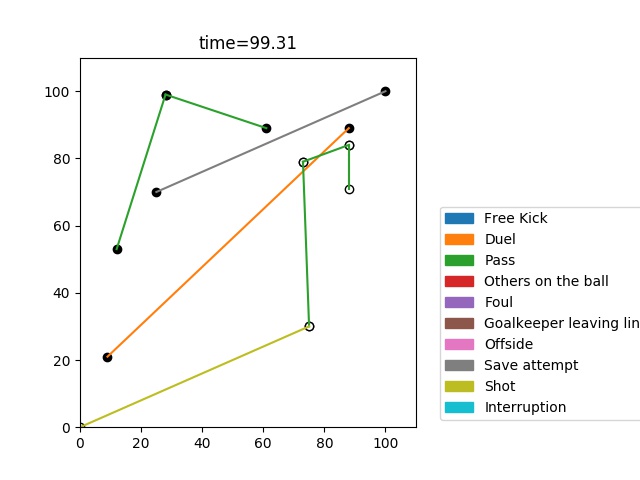 time=99.31
100
80
60
40
20
0
0 20 40 60 80 100
Free Kick
Duel
Pass
Others on the ball
Foul
Goalkeeper leaving lin
Offside
Save attempt
Shot
Interruption